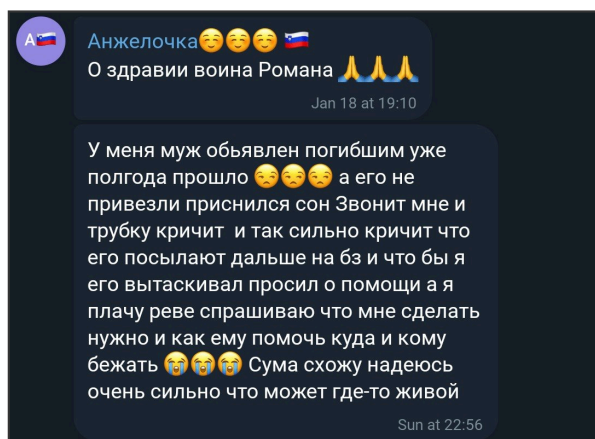 А
Анжелочка☺️☺️☺️ 🇸🇮
О здравии воина Романа 🙏🙏🙏
Jan 18 at 19:10
У меня муж обьявлен погибшим уже
полгода прошло 😒😒😒 а его не
привезли приснился сон Звонит мне и
трубку кричит и так сильно кричит что
его посылают дальше на бз и что бы я
его вытаскивал просил о помощи а я
плачу реве спрашиваю что мне сделать
нужно и как ему помочь куда и кому
бежать 😭😭😭 Сума схожу надеюсь
очень сильно что может где-то живой
Sun at 22:56